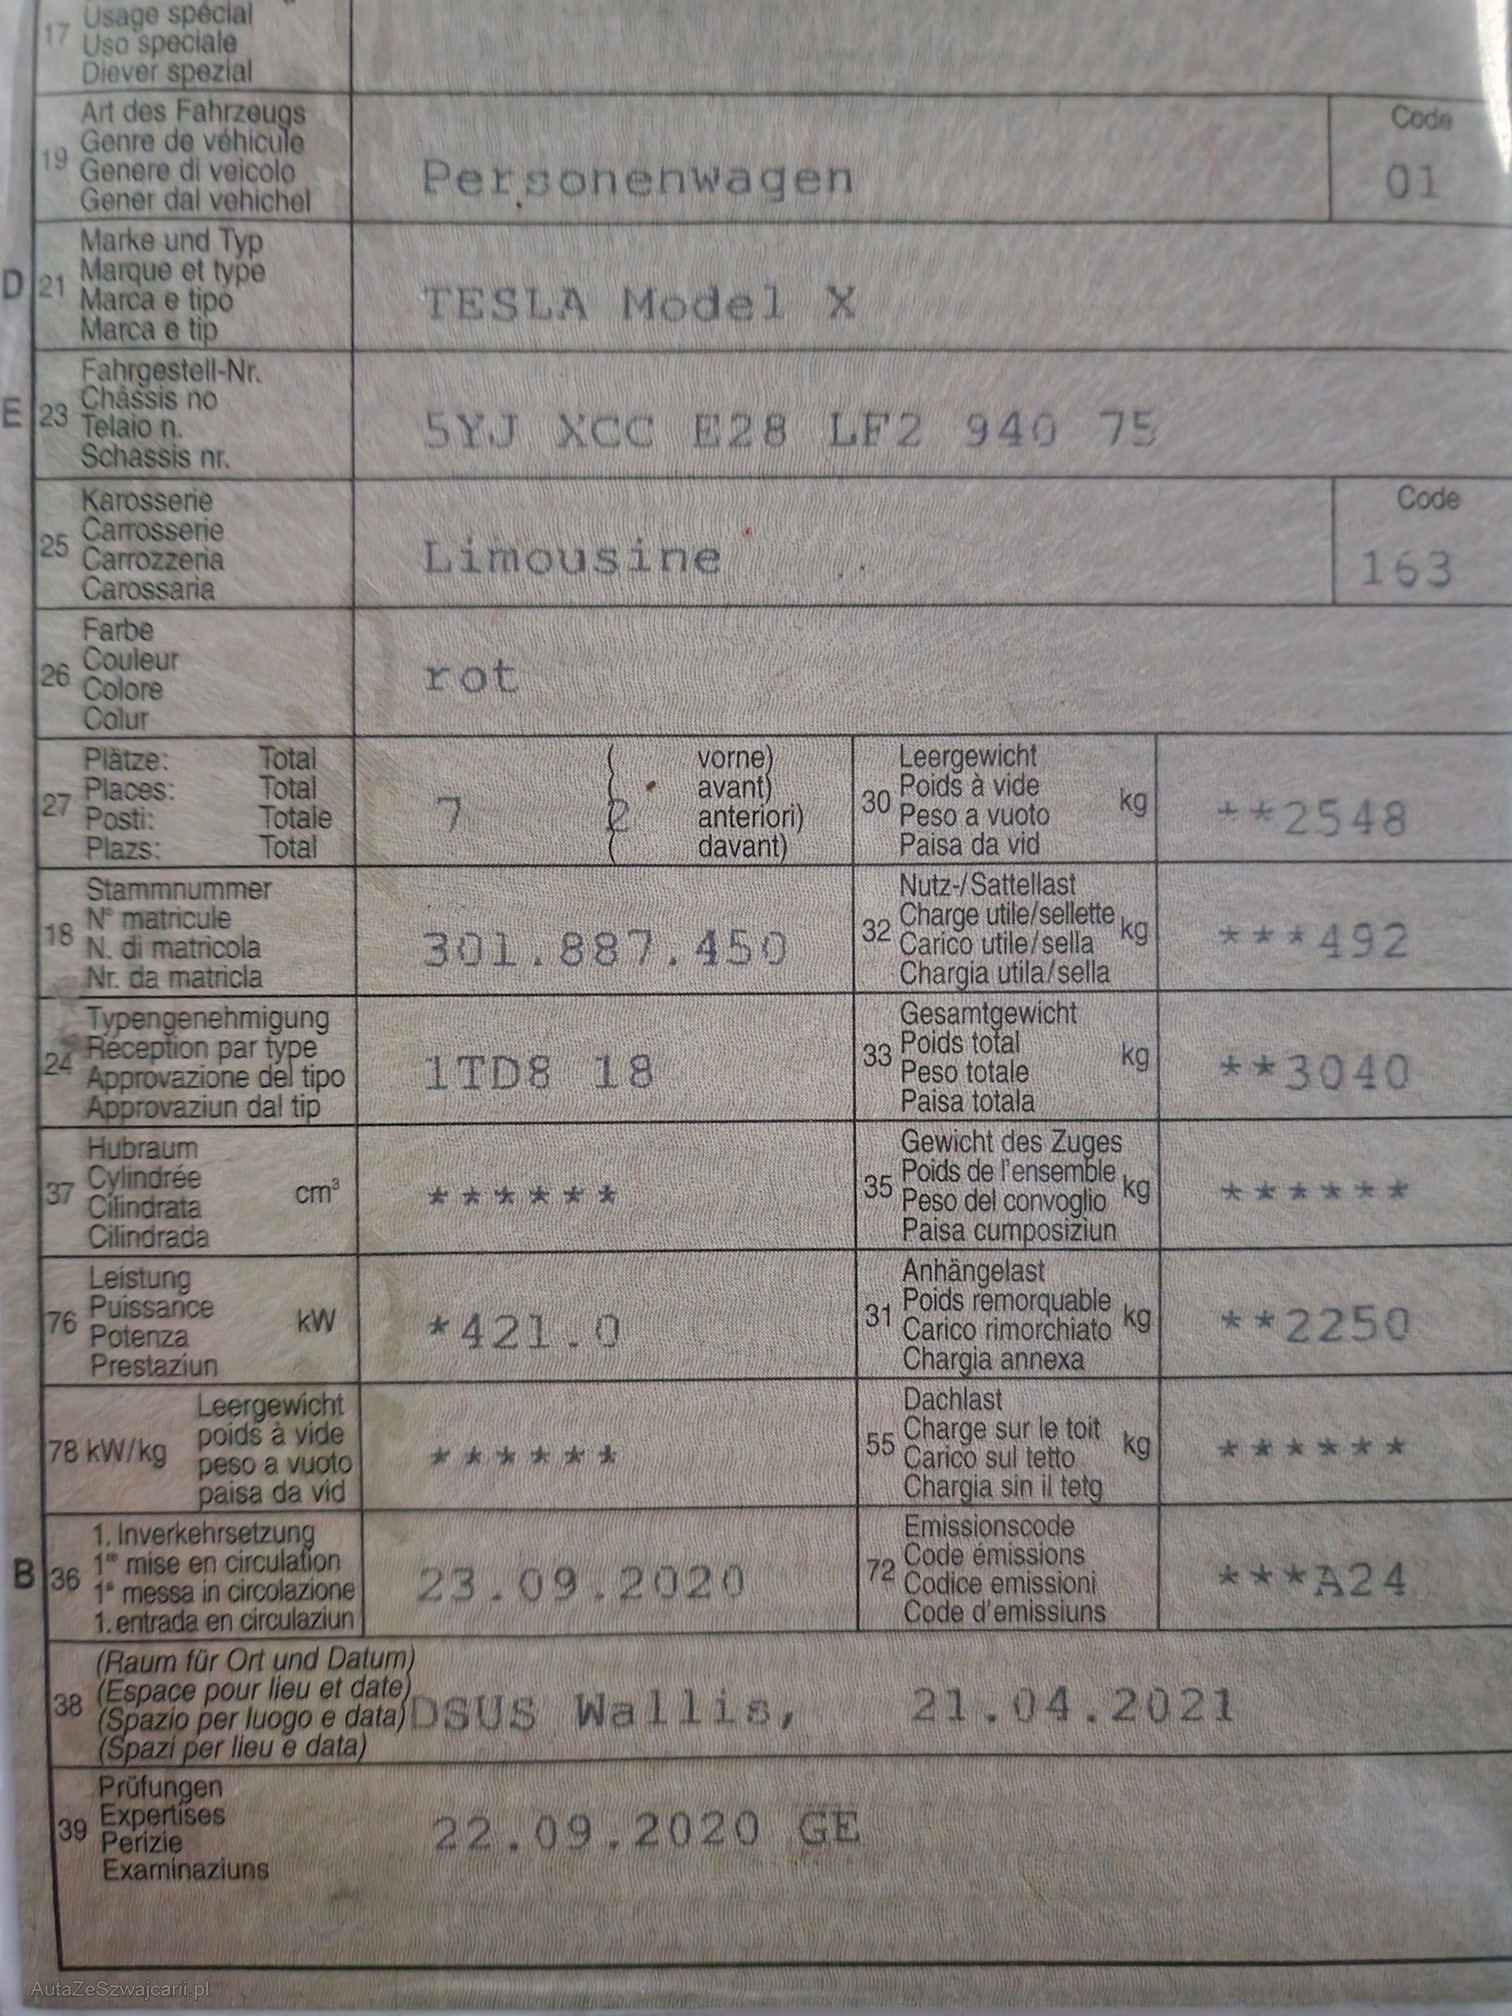 17 Usage spécial
Uso speciale
Diever spezial
19 Art des Fahrzeugs
Genre de véhicule
Genere di veicolo
Gener dal vehichel
Personenwagen
Code
01
D 21 Marke und Typ
Marque et type
Marca e tipo
Marca e tip
TESLA Model X
E 23 Fahrgestell-Nr.
Châssis no
Telaio n.
Schassis nr.
5YJ XCC E28 LF2 940 75
25 Karosserie
Carrosserie
Carrozzeria
Carossaria
Limousine
Code
163
26 Farbe
Couleur
Colore
Colur
rot
27 Plätze: Total
Places: Total
Posti: Totale
Plazs: Total
7 2
( vorne)
( avant)
( anteriori)
( davant)
30 Leergewicht
Poids à vide
Peso a vuoto
Paisa da vid
kg
**2548
18 Stammnummer
N° matricule
N. di matricola
Nr. da matricla
301.887.450
32 Nutz-/Sattellast
Charge utile/sellette
Carico utile/sella
Chargia utila/sella
kg
***492
24 Typengenehmigung
Réception par type
Approvazione del tipo
Approvaziun dal tip
1TD8 18
33 Gesamtgewicht
Poids total
Peso totale
Paisa totala
kg
**3040
37 Hubraum
Cylindrée
Cilindrata
Cilindrada
cm³
******
35 Gewicht des Zuges
Poids de l'ensemble
Peso del convoglio
Paisa cumposiziun
kg
******
76 Leistung
Puissance
Potenza
Prestaziun
kW
*421.0
31 Anhängelast
Poids remorquable
Carico rimorchiato
Chargia annexa
kg
**2250
78 kW/kg
Leergewicht
poids à vide
peso a vuoto
paisa da vid
******
55 Dachlast
Charge sur le toit
Carico sul tetto
Chargia sin il tetg
kg
******
B 36 1. Inverkehrsetzung
1re mise en circulation
1a messa in circolazione
1. entrada en circulaziun
23.09.2020
72 Emissionscode
Code émissions
Codice emissioni
Code d'emissiuns
***A24
38 (Raum für Ort und Datum)
(Espace pour lieu et date)
(Spazio per luogo e data)
(Spazi per lieu e data)
DSUS Wallis, 21.04.2021
39 Prüfungen
Expertises
Perizie
Examinaziuns
22.09.2020 GE
AutaZeSzwajcarii.pl